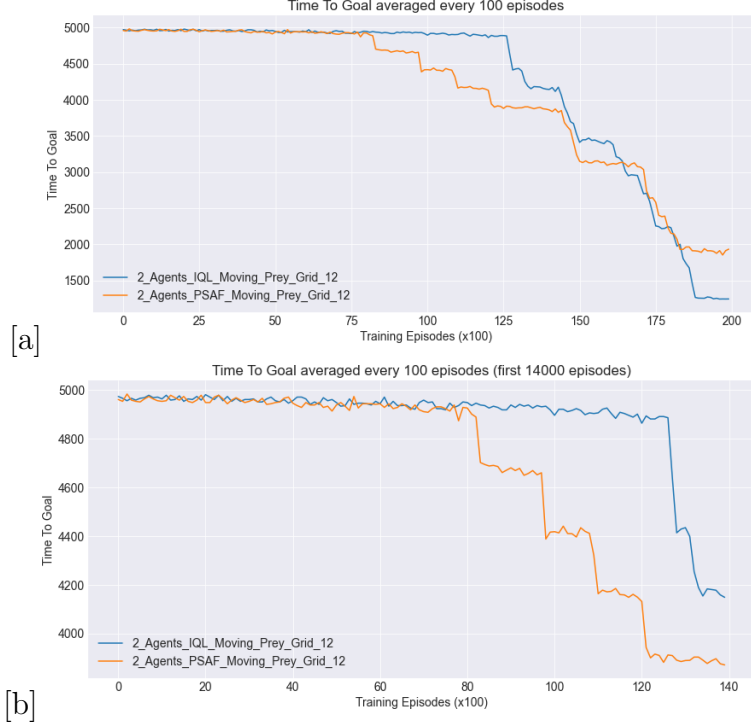 Time To Goal averaged every 100 episodes
5000
4500
4000
3500
3000
2500
2000
1500
Time To Goal
2_Agents_IQL_Moving_Prey_Grid_12
2_Agents_PSAF_Moving_Prey_Grid_12
0 25 50 75 100 125 150 175 200
Training Episodes (x100)
[a]
Time To Goal averaged every 100 episodes (first 14000 episodes)
5000
4800
4600
4400
4200
4000
Time To Goal
2_Agents_IQL_Moving_Prey_Grid_12
2_Agents_PSAF_Moving_Prey_Grid_12
0 20 40 60 80 100 120 140
Training Episodes (x100)
[b]